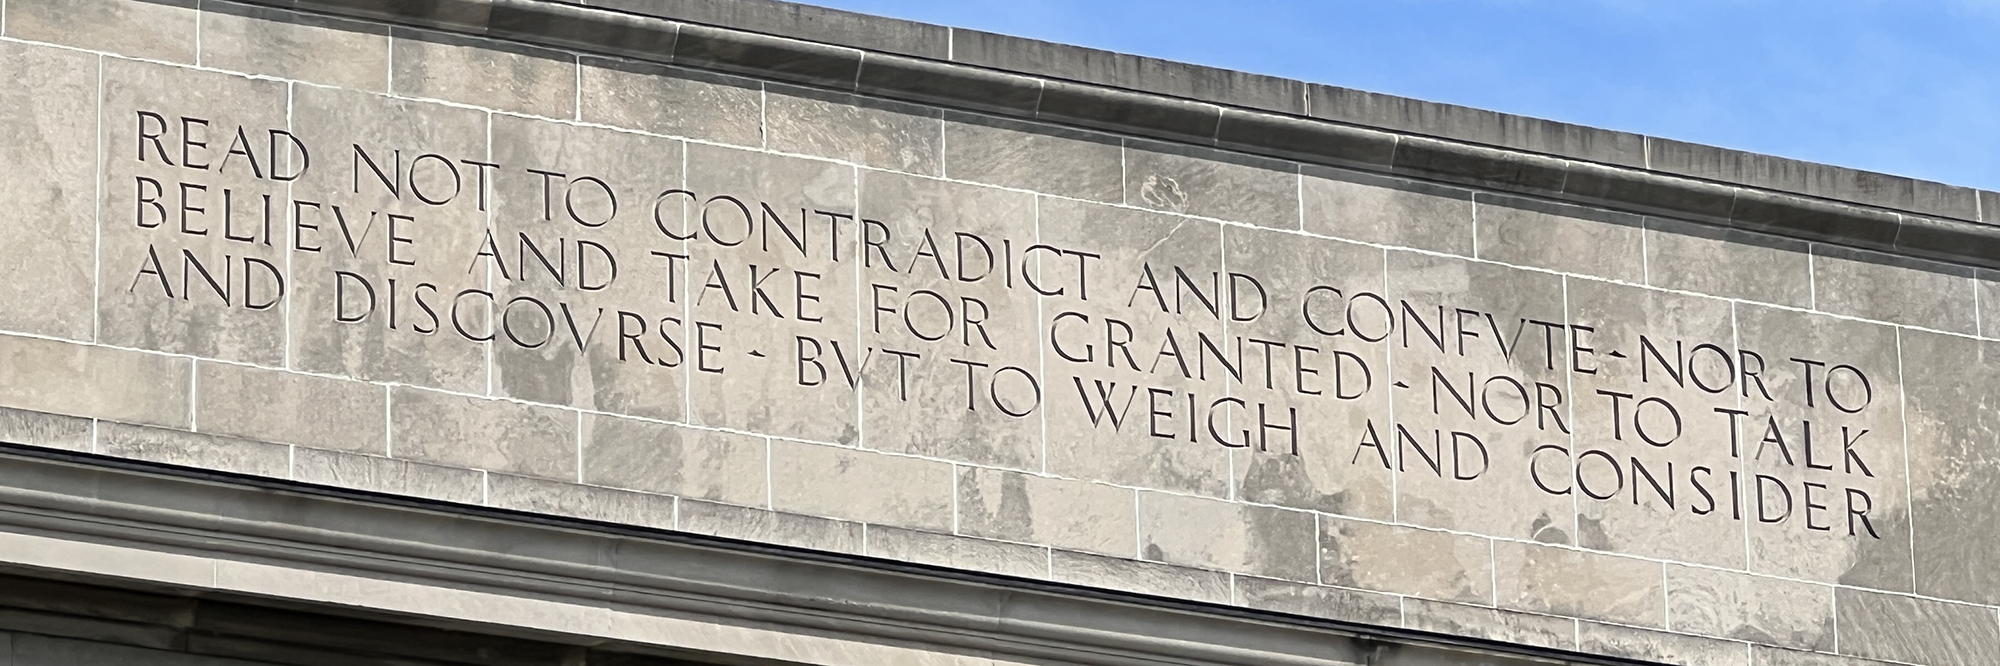 READ NOT TO CONTRADICT AND CONFVTE - NOR TO
BELIEVE AND TAKE FOR GRANTED - NOR TO TALK
AND DISCOVRSE - BVT TO WEIGH AND CONSIDER